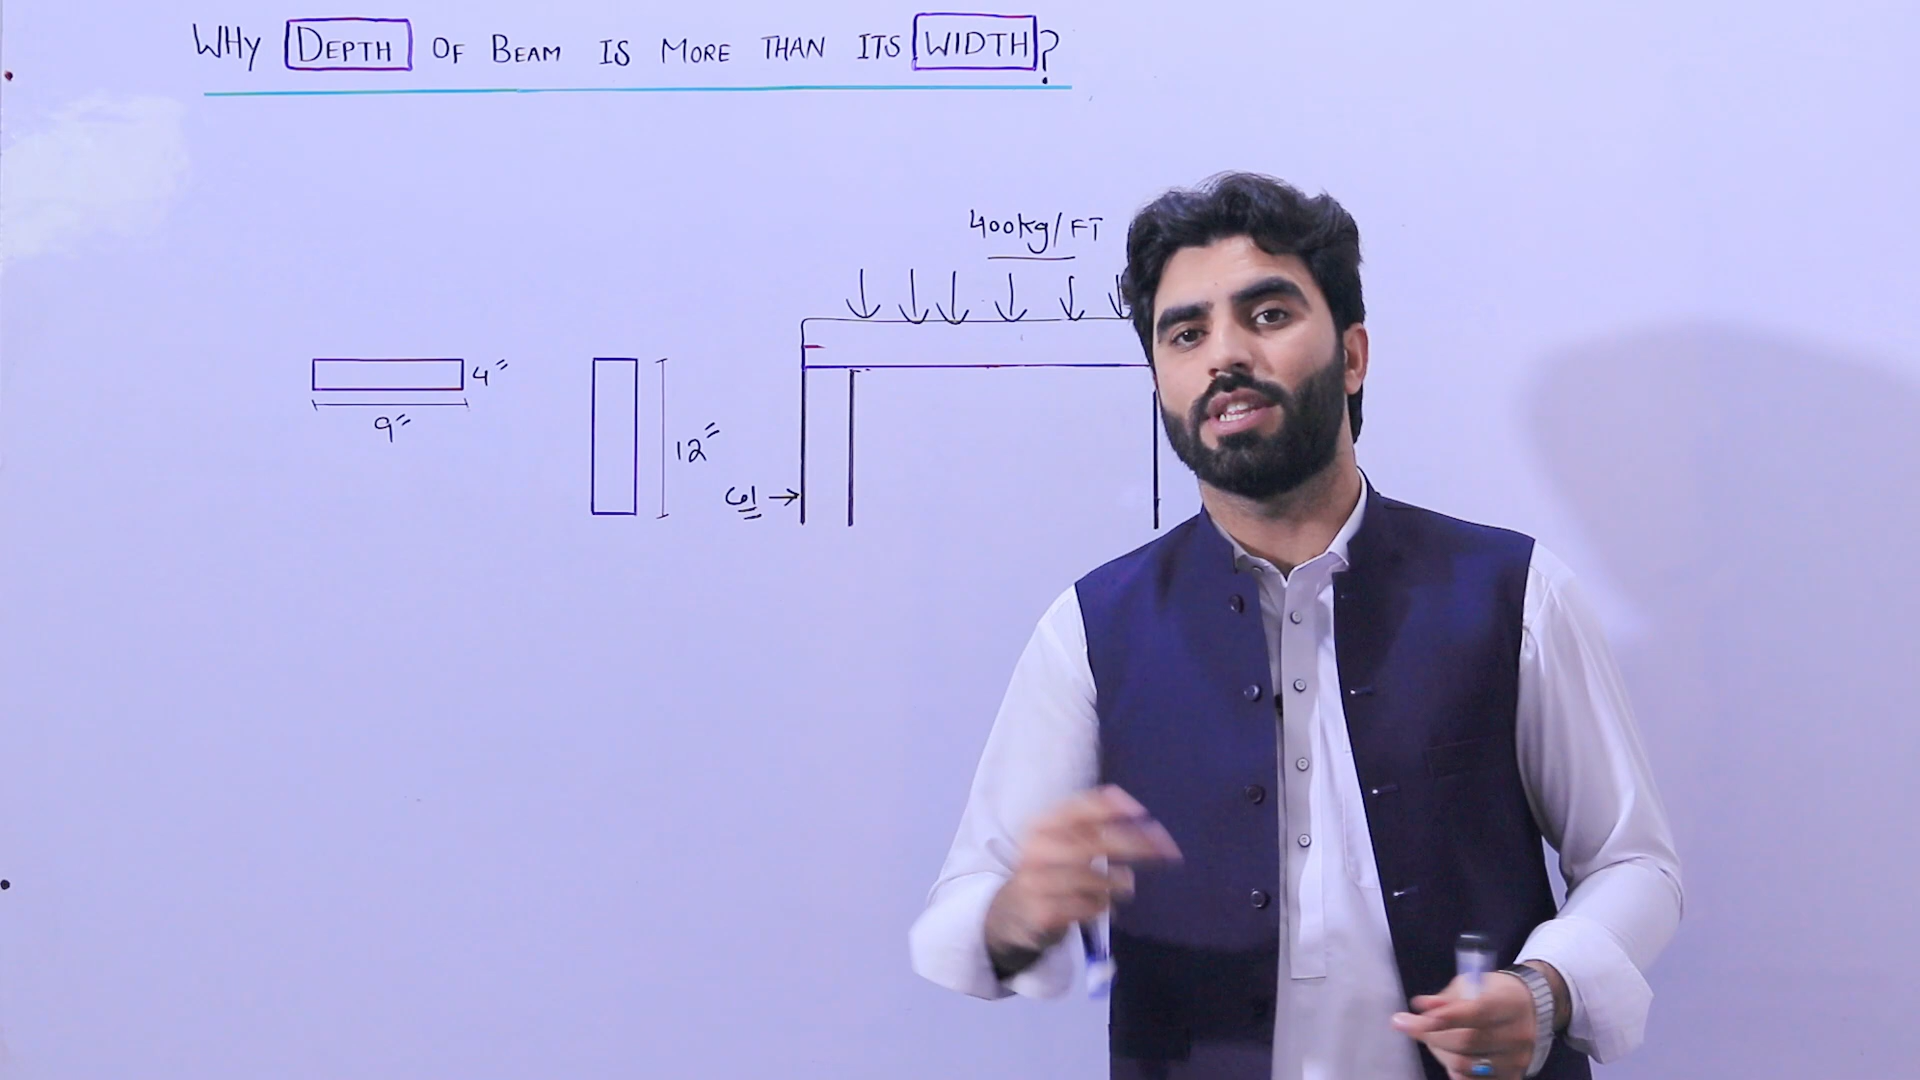 WHY DEPTH OF BEAM IS MORE THAN ITS WIDTH?
400kg/FT
4"
9"
12"
Col